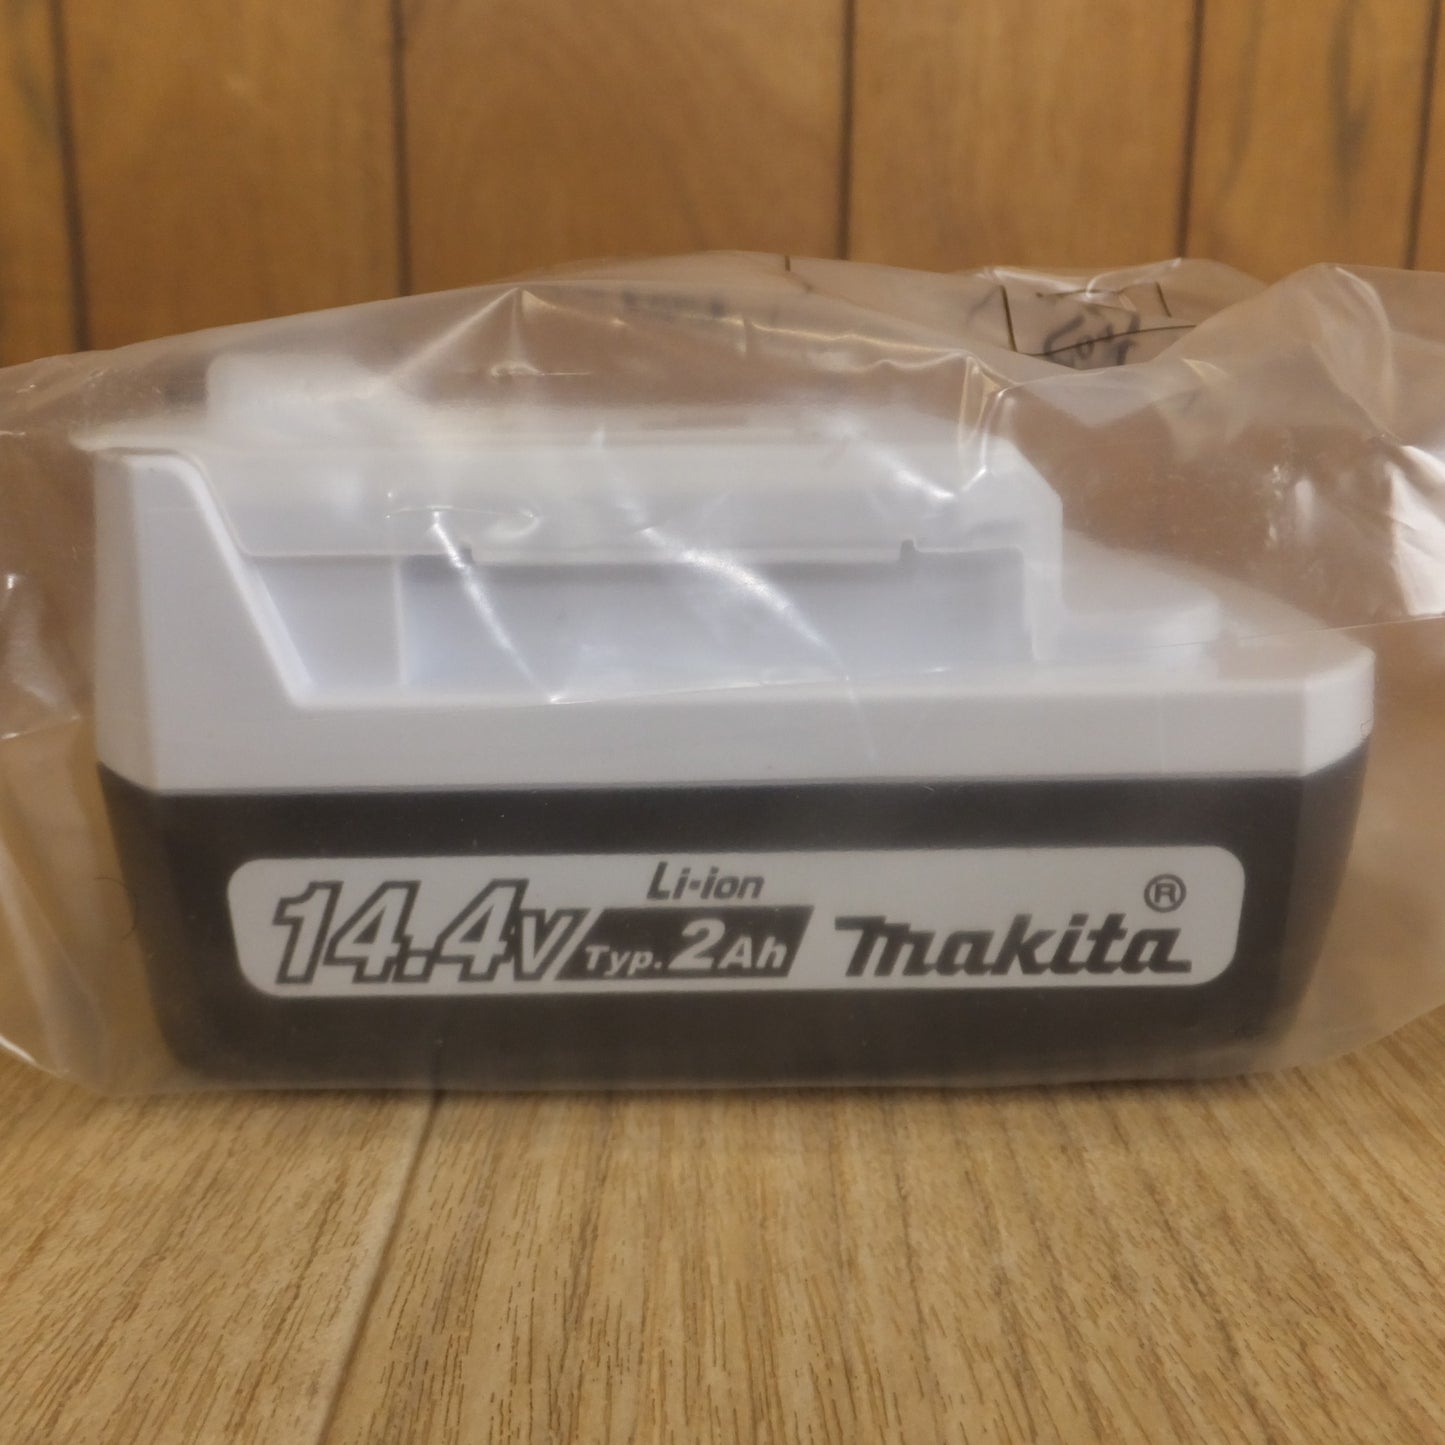 14.4V Li-ion Typ. 2Ah makita®